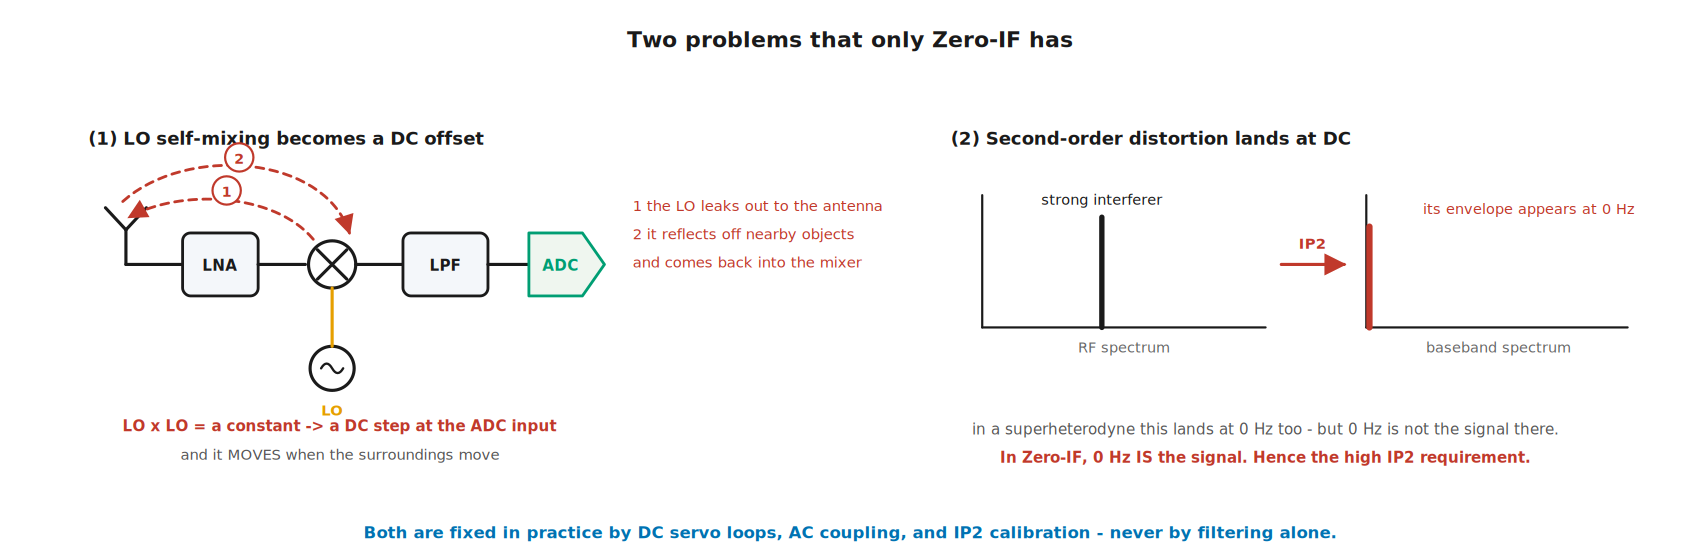 Two problems that only Zero-IF has
(1) LO self-mixing becomes a DC offset
2
1
LNA
LPF
ADC
LO
1 the LO leaks out to the antenna
2 it reflects off nearby objects
and comes back into the mixer
LO x LO = a constant -> a DC step at the ADC input
and it MOVES when the surroundings move
(2) Second-order distortion lands at DC
strong interferer
RF spectrum
IP2
its envelope appears at 0 Hz
baseband spectrum
in a superheterodyne this lands at 0 Hz too - but 0 Hz is not the signal there.
In Zero-IF, 0 Hz IS the signal. Hence the high IP2 requirement.
Both are fixed in practice by DC servo loops, AC coupling, and IP2 calibration - never by filtering alone.